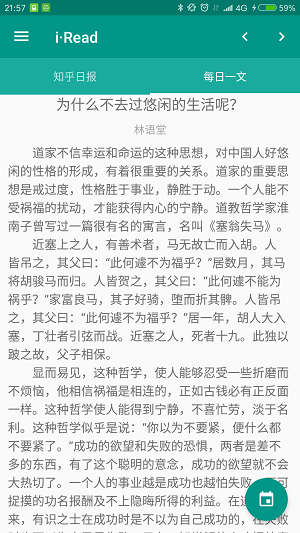 21:57
4G
59%
i·Read
知乎日报
每日一文
为什么不去过悠闲的生活呢？
林语堂
道家不信幸运和命运的这种思想，对中国人好悠
闲的性格的形成，有着很重要的关系。道家的重要思
想是戒过度，性格胜于事业，静胜于动。一个人能不
受祸福的扰动，才能获得内心的宁静。道教哲学家淮
南子曾写过一篇很有名的寓言，名叫《塞翁失马》。
近塞上之人，有善术者，马无故亡而入胡。人
皆吊之，其父曰：“此何遽不为福乎？”居数月，其马
将胡骏马而归。人皆贺之，其父曰：“此何遽不能为
祸乎？”家富良马，其子好骑，堕而折其髀。人皆吊
之，其父曰：“此何遽不为福乎？”居一年，胡人大入
塞，丁壮者引弦而战。近塞之人，死者十九。此独以
跛之故，父子相保。
显而易见，这种哲学，使人能够忍受一些折磨而
不烦恼，他相信祸福是相连的，正如古钱必有正反面
一样。这种哲学使人能得到宁静，不喜忙劳，淡于名
利。这种哲学似乎是说：“你以为不要紧，便什么都
不要紧了。”成功的欲望和失败的恐惧，两者是差不
多的东西，有了这个聪明的意念，成功的欲望就不会
太热切了。一个人的事业越是成功也越怕失败。不可
捉摸的功名报酬及不上隐晦所得的利益。在道
来，有识之士在成功时是不以为自己成功的，在失败